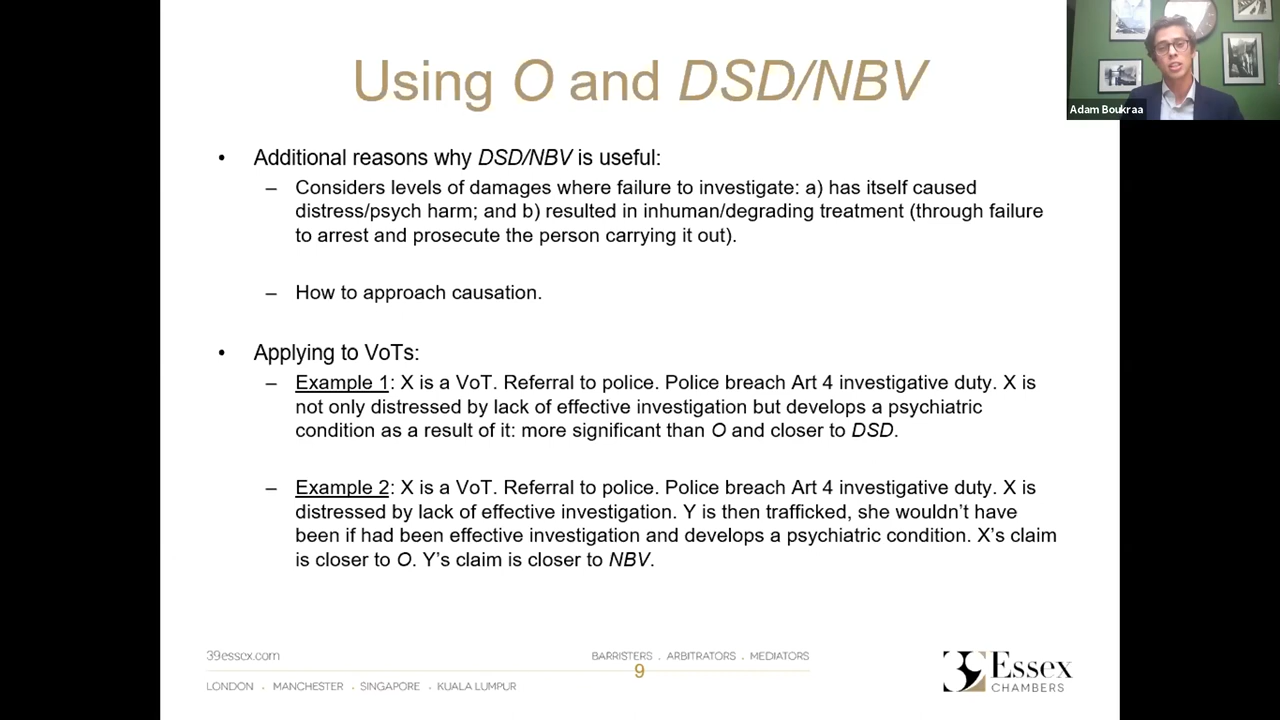 Using O and DSD/NBV
Adam Boukraa
• Additional reasons why DSD/NBV is useful:
– Considers levels of damages where failure to investigate: a) has itself caused
distress/psych harm; and b) resulted in inhuman/degrading treatment (through failure
to arrest and prosecute the person carrying it out).
– How to approach causation.
• Applying to VoTs:
– Example 1: X is a VoT. Referral to police. Police breach Art 4 investigative duty. X is
not only distressed by lack of effective investigation but develops a psychiatric
condition as a result of it: more significant than O and closer to DSD.
– Example 2: X is a VoT. Referral to police. Police breach Art 4 investigative duty. X is
distressed by lack of effective investigation. Y is then trafficked, she wouldn't have
been if had been effective investigation and develops a psychiatric condition. X's claim
is closer to O. Y's claim is closer to NBV.
39essex.com
BARRISTERS . ARBITRATORS . MEDIATORS
9
LONDON . MANCHESTER . SINGAPORE . KUALA LUMPUR
39 Essex
CHAMBERS